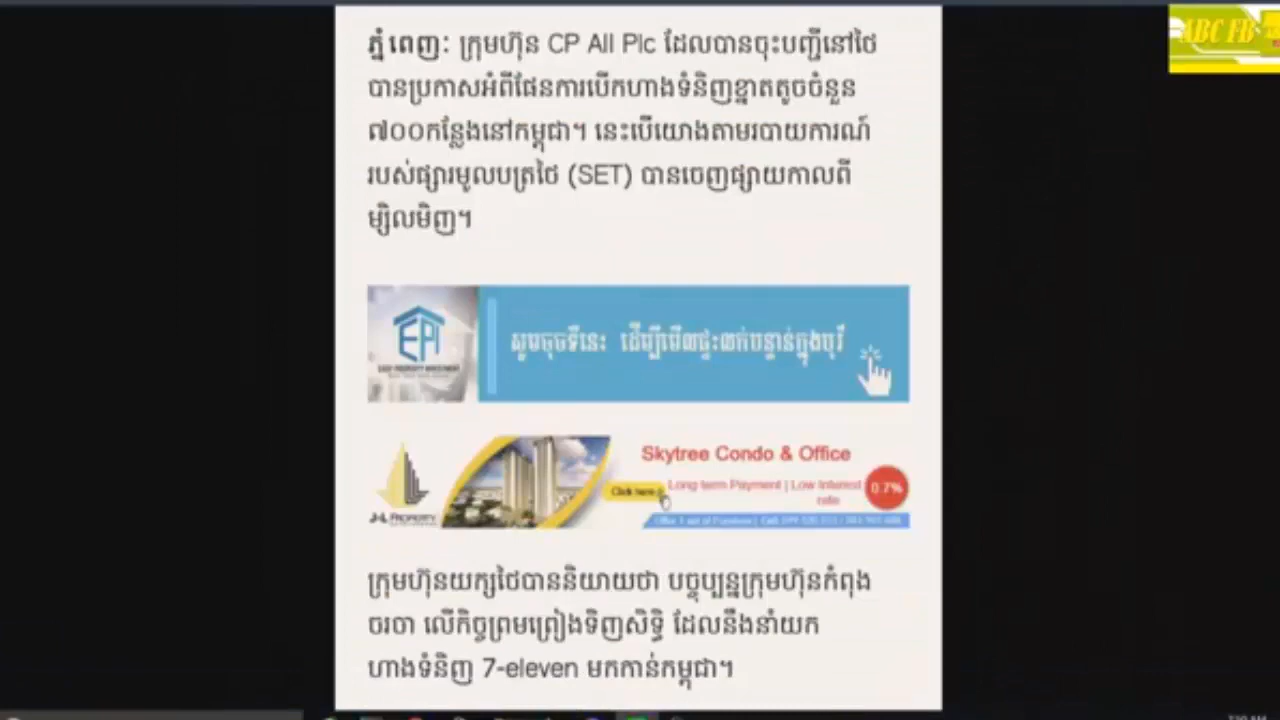 ABC FB
ភ្នំពេញ: ក្រុមហ៊ុន CP All Plc ដែលបានចុះបញ្ជីនៅថៃ
បានប្រកាសអំពីផែនការបើកហាងទំនិញខ្នាតតូចចំនួន
៧០០កន្លែងនៅកម្ពុជា។ នេះបើយោងតាមរបាយការណ៍
របស់ផ្សារមូលបត្រថៃ (SET) បានចេញផ្សាយកាលពី
ម្សិលមិញ។
EPI
សូមចុចទីនេះ ដើម្បីមើលផ្ទះលក់បន្ទាន់ក្នុងបុរី
Skytree Condo & Office
Click here
Long term Payment | Low Interest
rate
0.7%
J-L PROPERTY
ក្រុមហ៊ុនយក្សថៃបាននិយាយថា បច្ចុប្បន្នក្រុមហ៊ុនកំពុង
ចរចា លើកិច្ចព្រមព្រៀងទិញសិទ្ធិ ដែលនឹងនាំយក
ហាងទំនិញ 7-eleven មកកាន់កម្ពុជា។